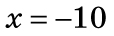 x = –10